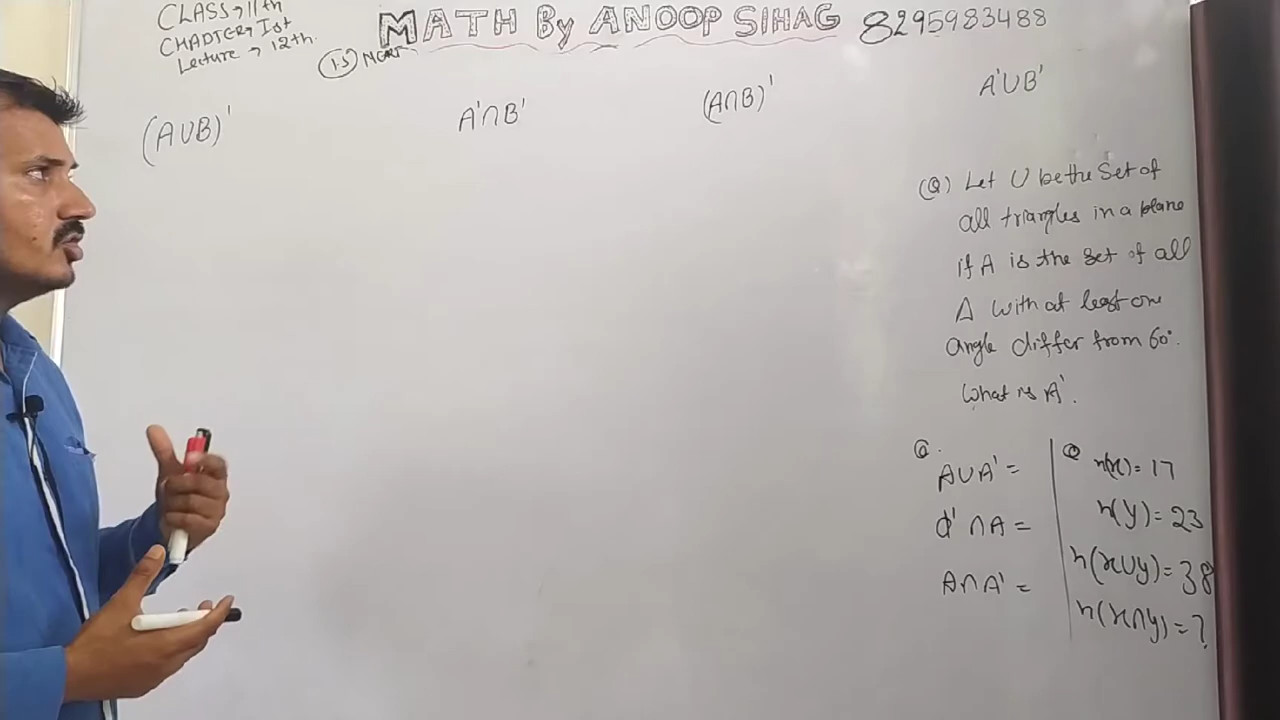 CLASS→11th
CHAPTER→ Ist
Lecture → 12th.
MATH By ANOOP SIHAG 8295983488
1.5 NCRT
(A∪B)'
A'∩B'
(A∩B)'
A'∪B'
(Q) Let U be the Set of
all triangles in a plane
if A is the set of all
Δ with at least one
angle differ from 60°.
What is A'.
Q.
A∪A' =
ϕ' ∩ A =
A∩A' =
Q n(x) = 17
n(y) = 23
n(x∪y) = 38
n(x∩y) = ?